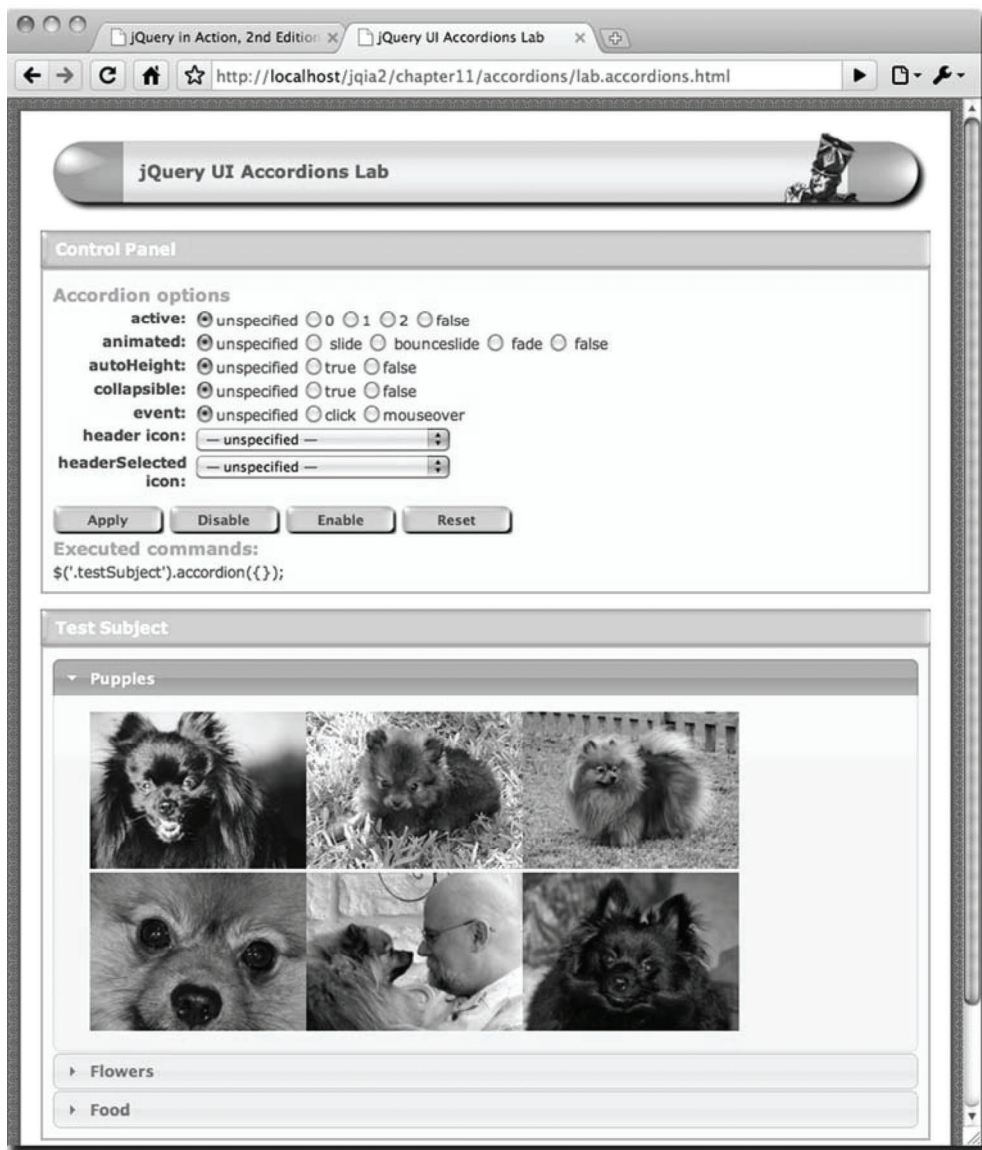 jQuery in Action, 2nd Edition
jQuery UI Accordions Lab
http://localhost/jqia2/chapter11/accordions/lab.accordions.html
jQuery UI Accordions Lab
Control Panel
Accordion options
active: unspecified 0 1 2 false
animated: unspecified slide bounceslide fade false
autoHeight: unspecified true false
collapsible: unspecified true false
event: unspecified click mouseover
header icon: — unspecified —
headerSelected icon: — unspecified —
Apply Disable Enable Reset
Executed commands:
$('.testSubject').accordion({});
Test Subject
Puppies
Flowers
Food